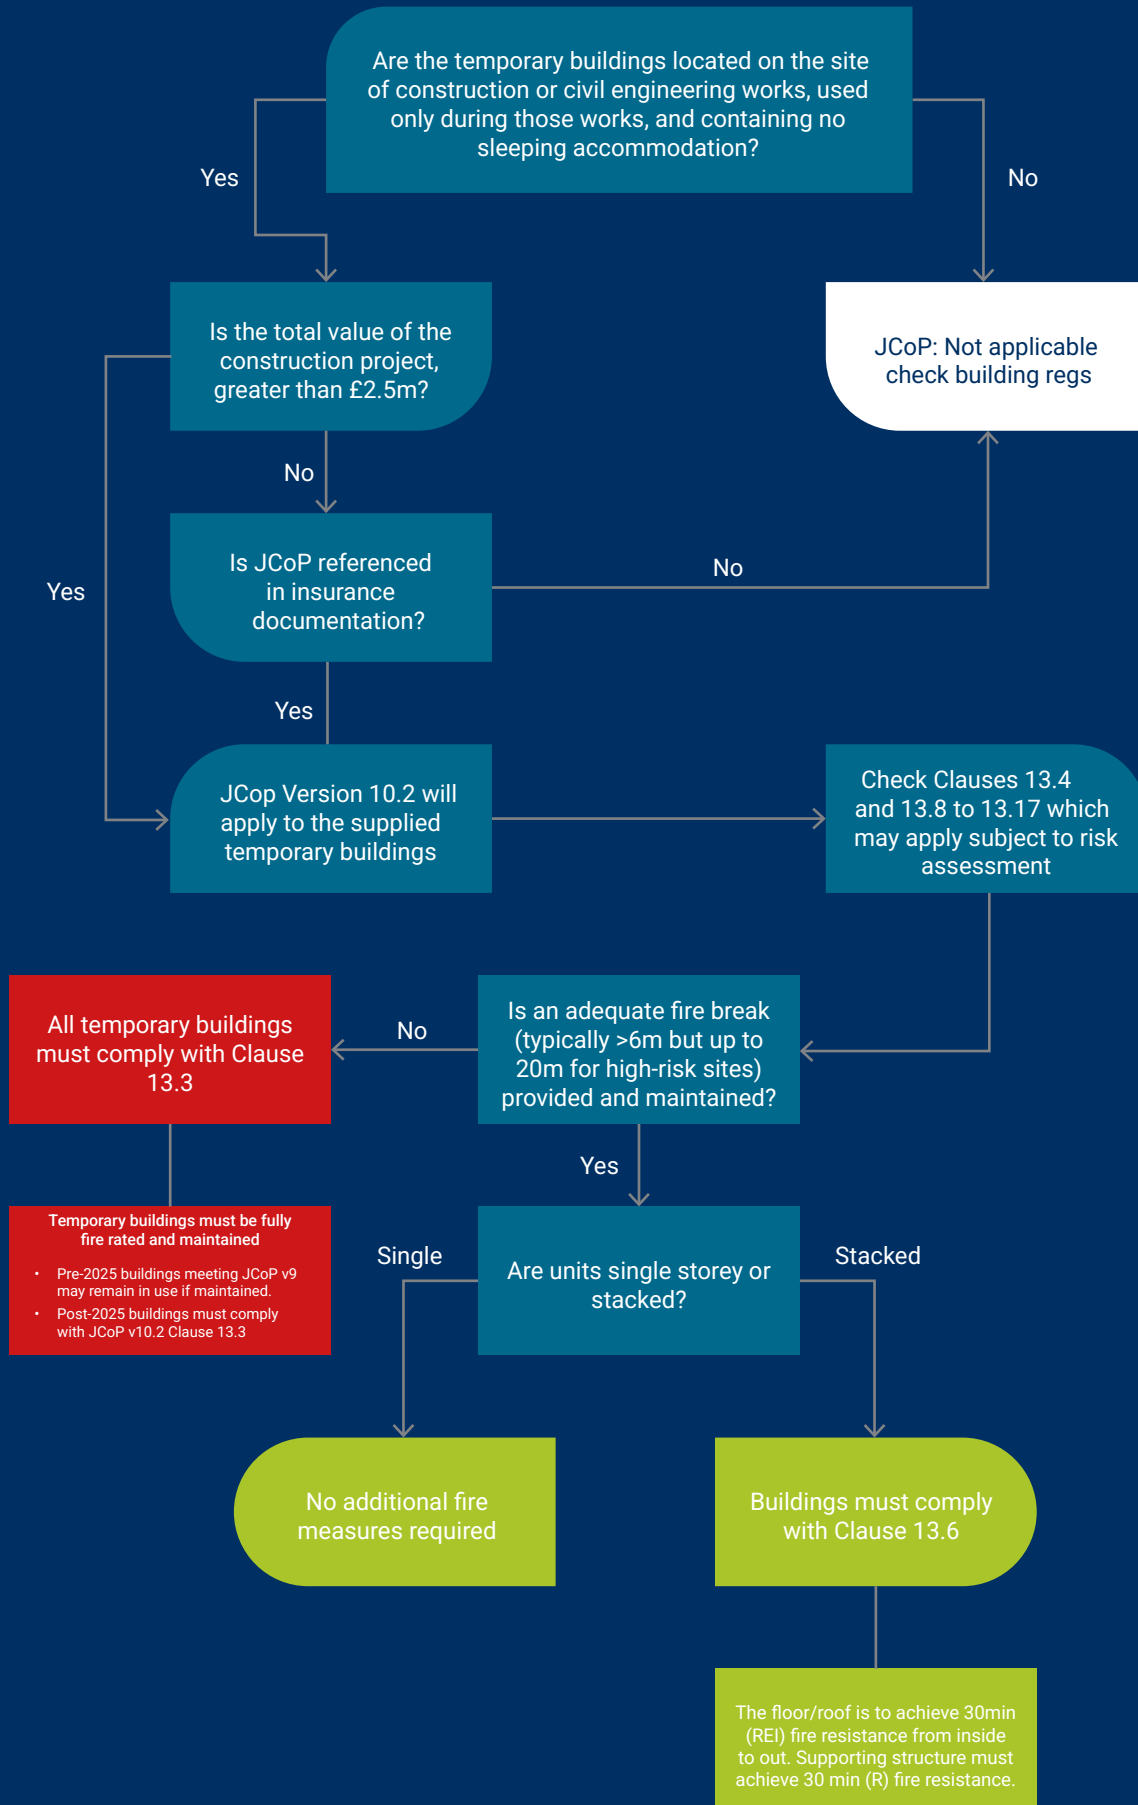 Are the temporary buildings located on the site
of construction or civil engineering works, used
only during those works, and containing no
sleeping accommodation?
Yes
No
Is the total value of the
construction project,
greater than £2.5m?
JCoP: Not applicable
check building regs
No
Is JCoP referenced
in insurance
documentation?
No
Yes
Yes
JCop Version 10.2 will
apply to the supplied
temporary buildings
Check Clauses 13.4
and 13.8 to 13.17 which
may apply subject to risk
assessment
All temporary buildings
must comply with Clause
13.3
No
Is an adequate fire break
(typically >6m but up to
20m for high-risk sites)
provided and maintained?
Yes
Temporary buildings must be fully
fire rated and maintained
• Pre-2025 buildings meeting JCoP v9
may remain in use if maintained.
• Post-2025 buildings must comply
with JCoP v10.2 Clause 13.3
Single
Are units single storey or
stacked?
Stacked
No additional fire
measures required
Buildings must comply
with Clause 13.6
The floor/roof is to achieve 30min
(REI) fire resistance from inside
to out. Supporting structure must
achieve 30 min (R) fire resistance.